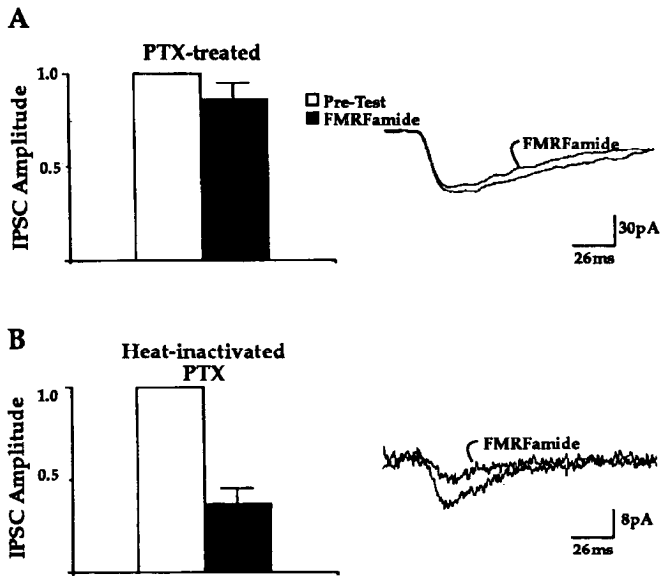 A
PTX-treated
1.0
0.5
IPSC Amplitude
Pre-Test
FMRFamide
FMRFamide
30pA
26ms
B
Heat-inactivated
PTX
1.0
0.5
IPSC Amplitude
FMRFamide
8pA
26ms